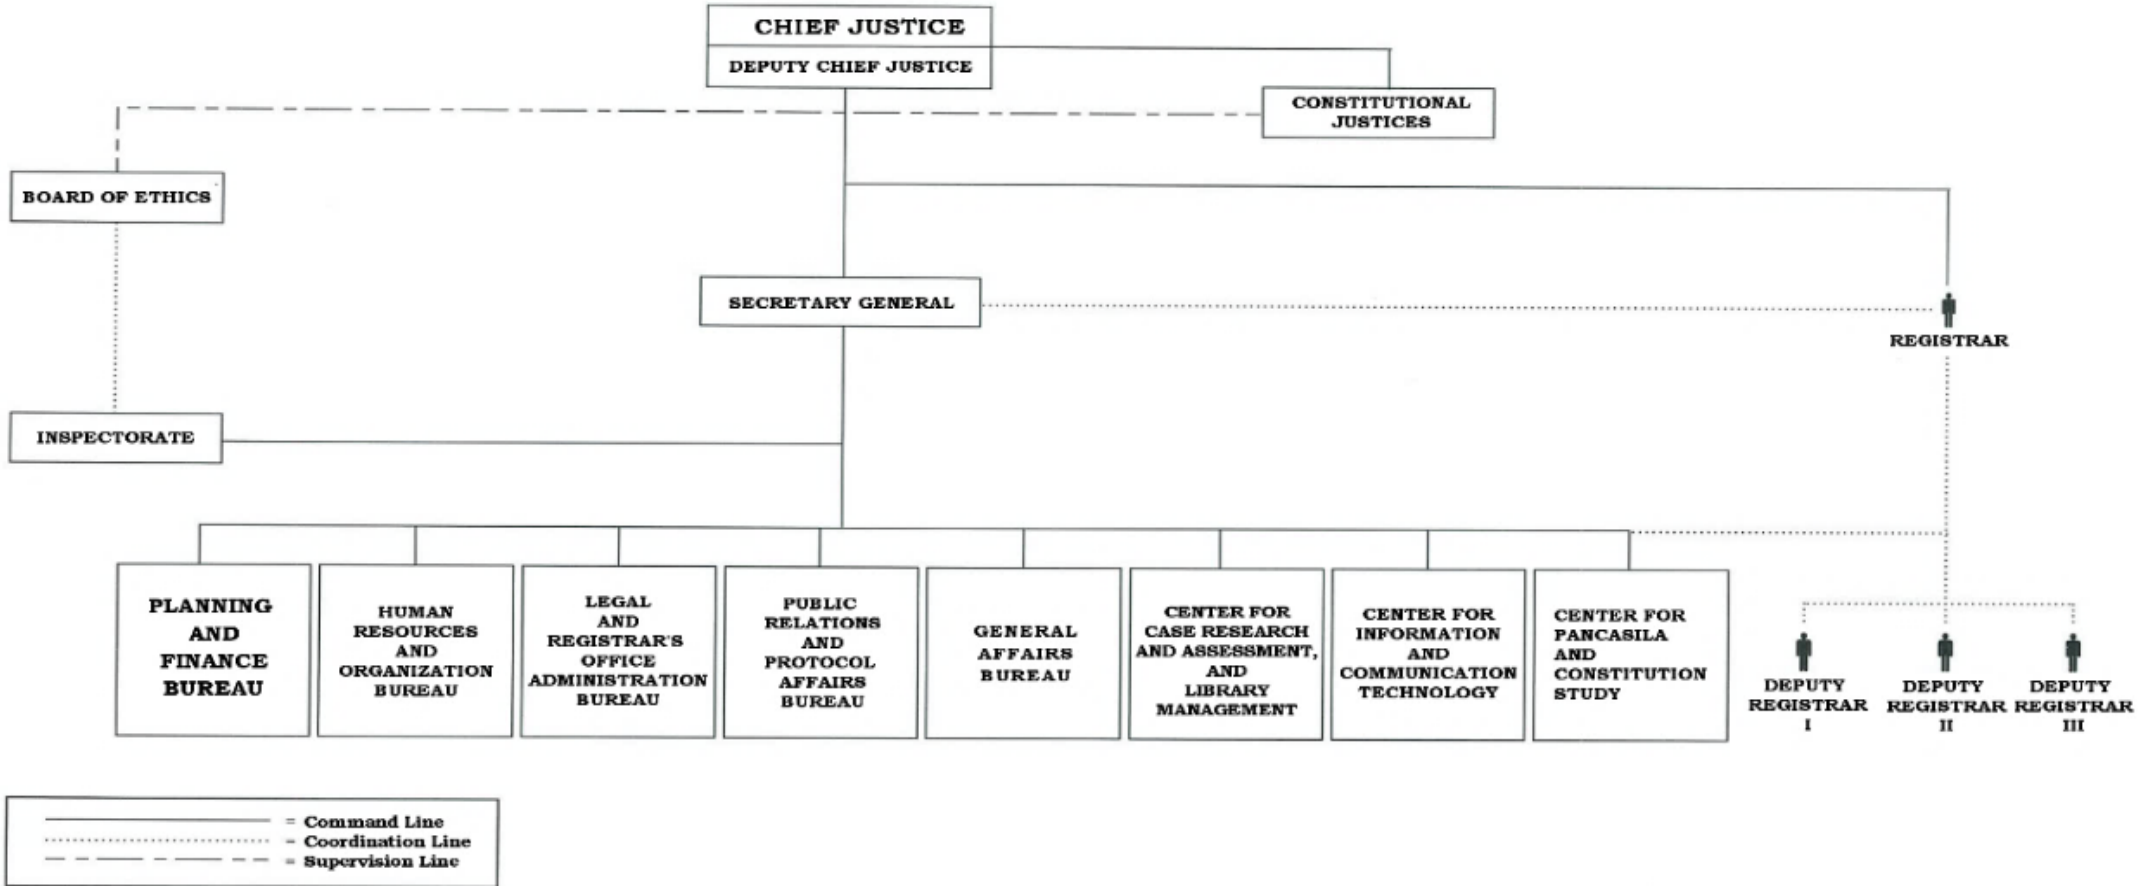 CHIEF JUSTICE
DEPUTY CHIEF JUSTICE
CONSTITUTIONAL
JUSTICES
BOARD OF ETHICS
SECRETARY GENERAL
REGISTRAR
INSPECTORATE
PLANNING
AND
FINANCE
BUREAU
HUMAN
RESOURCES
AND
ORGANIZATION
BUREAU
LEGAL
AND
REGISTRAR'S
OFFICE
ADMINISTRATION
BUREAU
PUBLIC
RELATIONS
AND
PROTOCOL
AFFAIRS
BUREAU
GENERAL
AFFAIRS
BUREAU
CENTER FOR
CASE RESEARCH
AND ASSESSMENT,
AND
LIBRARY
MANAGEMENT
CENTER FOR
INFORMATION
AND
COMMUNICATION
TECHNOLOGY
CENTER FOR
PANCASILA
AND
CONSTITUTION
STUDY
DEPUTY
REGISTRAR
I
DEPUTY
REGISTRAR
II
DEPUTY
REGISTRAR
III
= Command Line
= Coordination Line
= Supervision Line